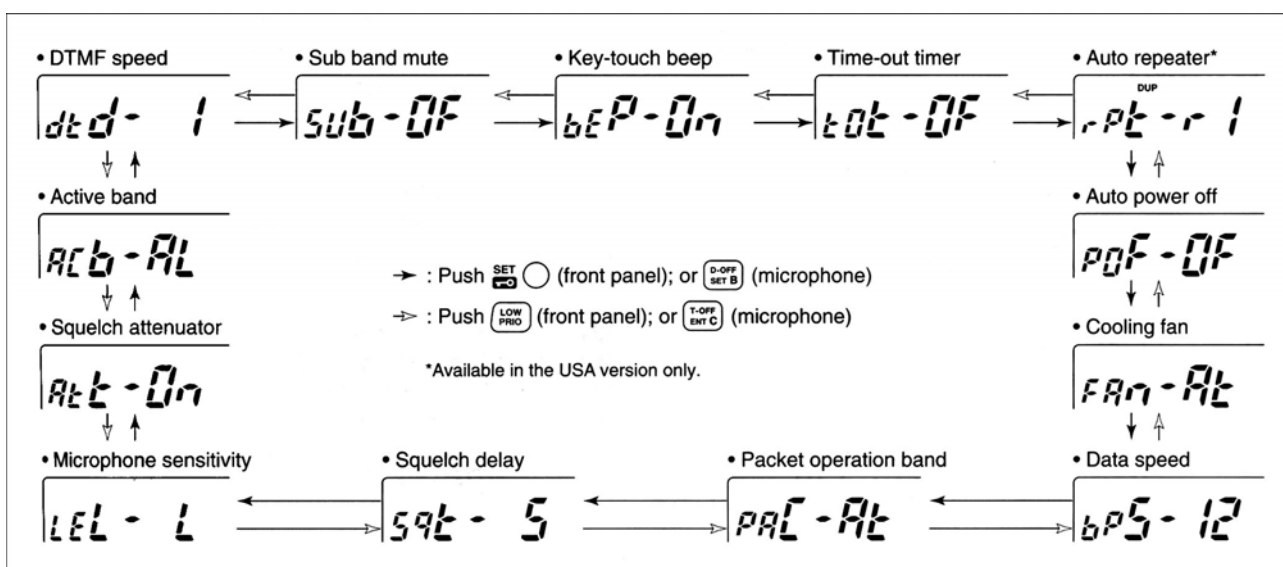 • DTMF speed • Sub band mute • Key-touch beep • Time-out timer • Auto repeater*
DUP
dtd- 1 SUb-OF bEP-On tOt-OF rPt-r1
• Active band • Auto power off
ACb-AL POF-OF
→ : Push SET ◯ (front panel); or D-OFF SET B (microphone)
• Squelch attenuator • Cooling fan
⇾ : Push LOW PRIO (front panel); or T-OFF ENT C (microphone)
*Available in the USA version only.
Att-On FAn-At
• Microphone sensitivity • Squelch delay • Packet operation band • Data speed
LEL- L Sqt- S PAC-At bPS-12